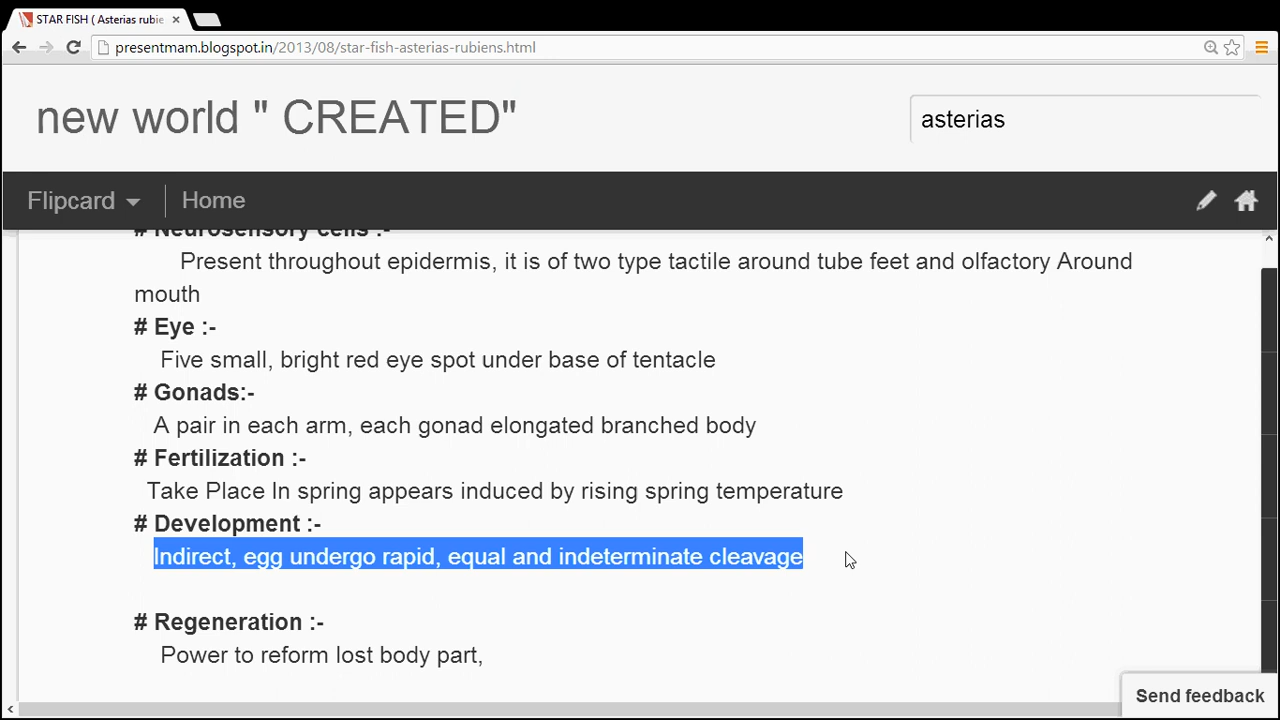 STAR FISH ( Asterias rubie
presentmam.blogspot.in/2013/08/star-fish-asterias-rubiens.html
new world " CREATED"
asterias
Flipcard
Home
# Neurosensory cells :-
Present throughout epidermis, it is of two type tactile around tube feet and olfactory Around
mouth
# Eye :-
Five small, bright red eye spot under base of tentacle
# Gonads:-
A pair in each arm, each gonad elongated branched body
# Fertilization :-
Take Place In spring appears induced by rising spring temperature
# Development :-
Indirect, egg undergo rapid, equal and indeterminate cleavage
# Regeneration :-
Power to reform lost body part,
Send feedback